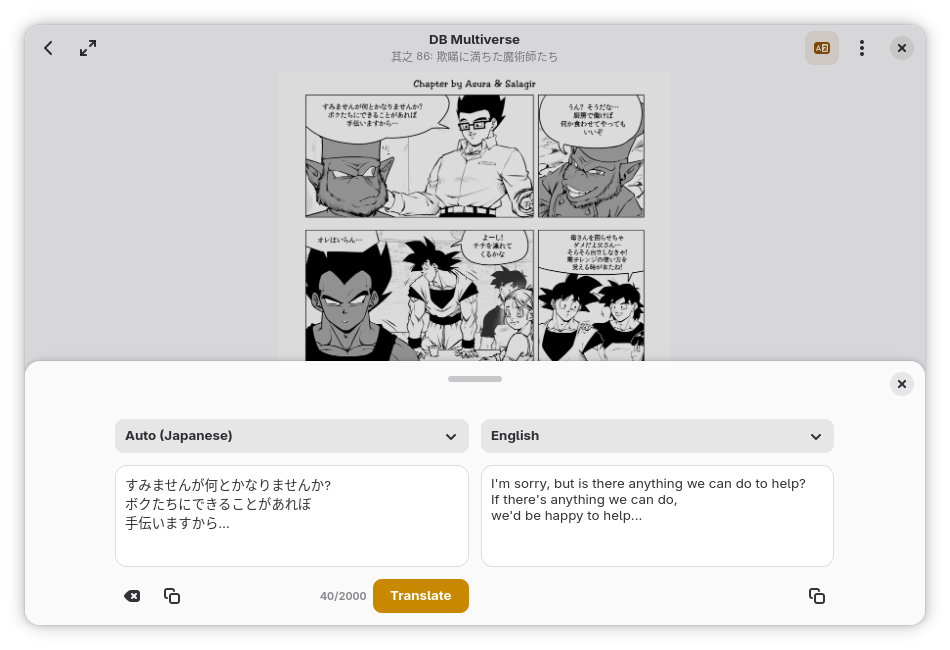 DB Multiverse
其之 86: 欺瞞に満ちた魔術師たち
Chapter by Asura & Salagir
すみませんが何とかなりませんか?
ボクたちにできることがあれば
手伝いますから…
うん? そうだな…
厨房で働けば
何か食わせてやっても
いいぞ
オレはいらん…
よーし!
チチを連れて
くるかな
母さんを困らせちゃ
ダメだよ父さん…
そろそろ自立しなきゃ!
電子レンジの使い方を
覚える時が来たね!
Auto (Japanese)
English
すみませんが何とかなりませんか?
ボクたちにできることがあれぼ
手伝いますから...
I'm sorry, but is there anything we can do to help?
If there's anything we can do,
we'd be happy to help...
40/2000
Translate